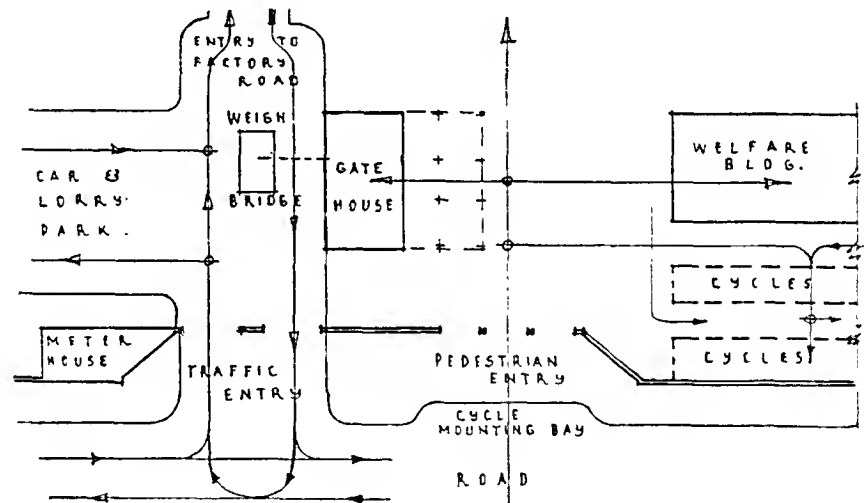 ENTRY TO
FACTORY
ROAD
WEIGH
BRIDGE
GATE
HOUSE
WELFARE
BLDG.
CAR &
LORRY
PARK.
CYCLES
CYCLES
METER
HOUSE
TRAFFIC
ENTRY
PEDESTRIAN
ENTRY
CYCLE
MOUNTING BAY
ROAD